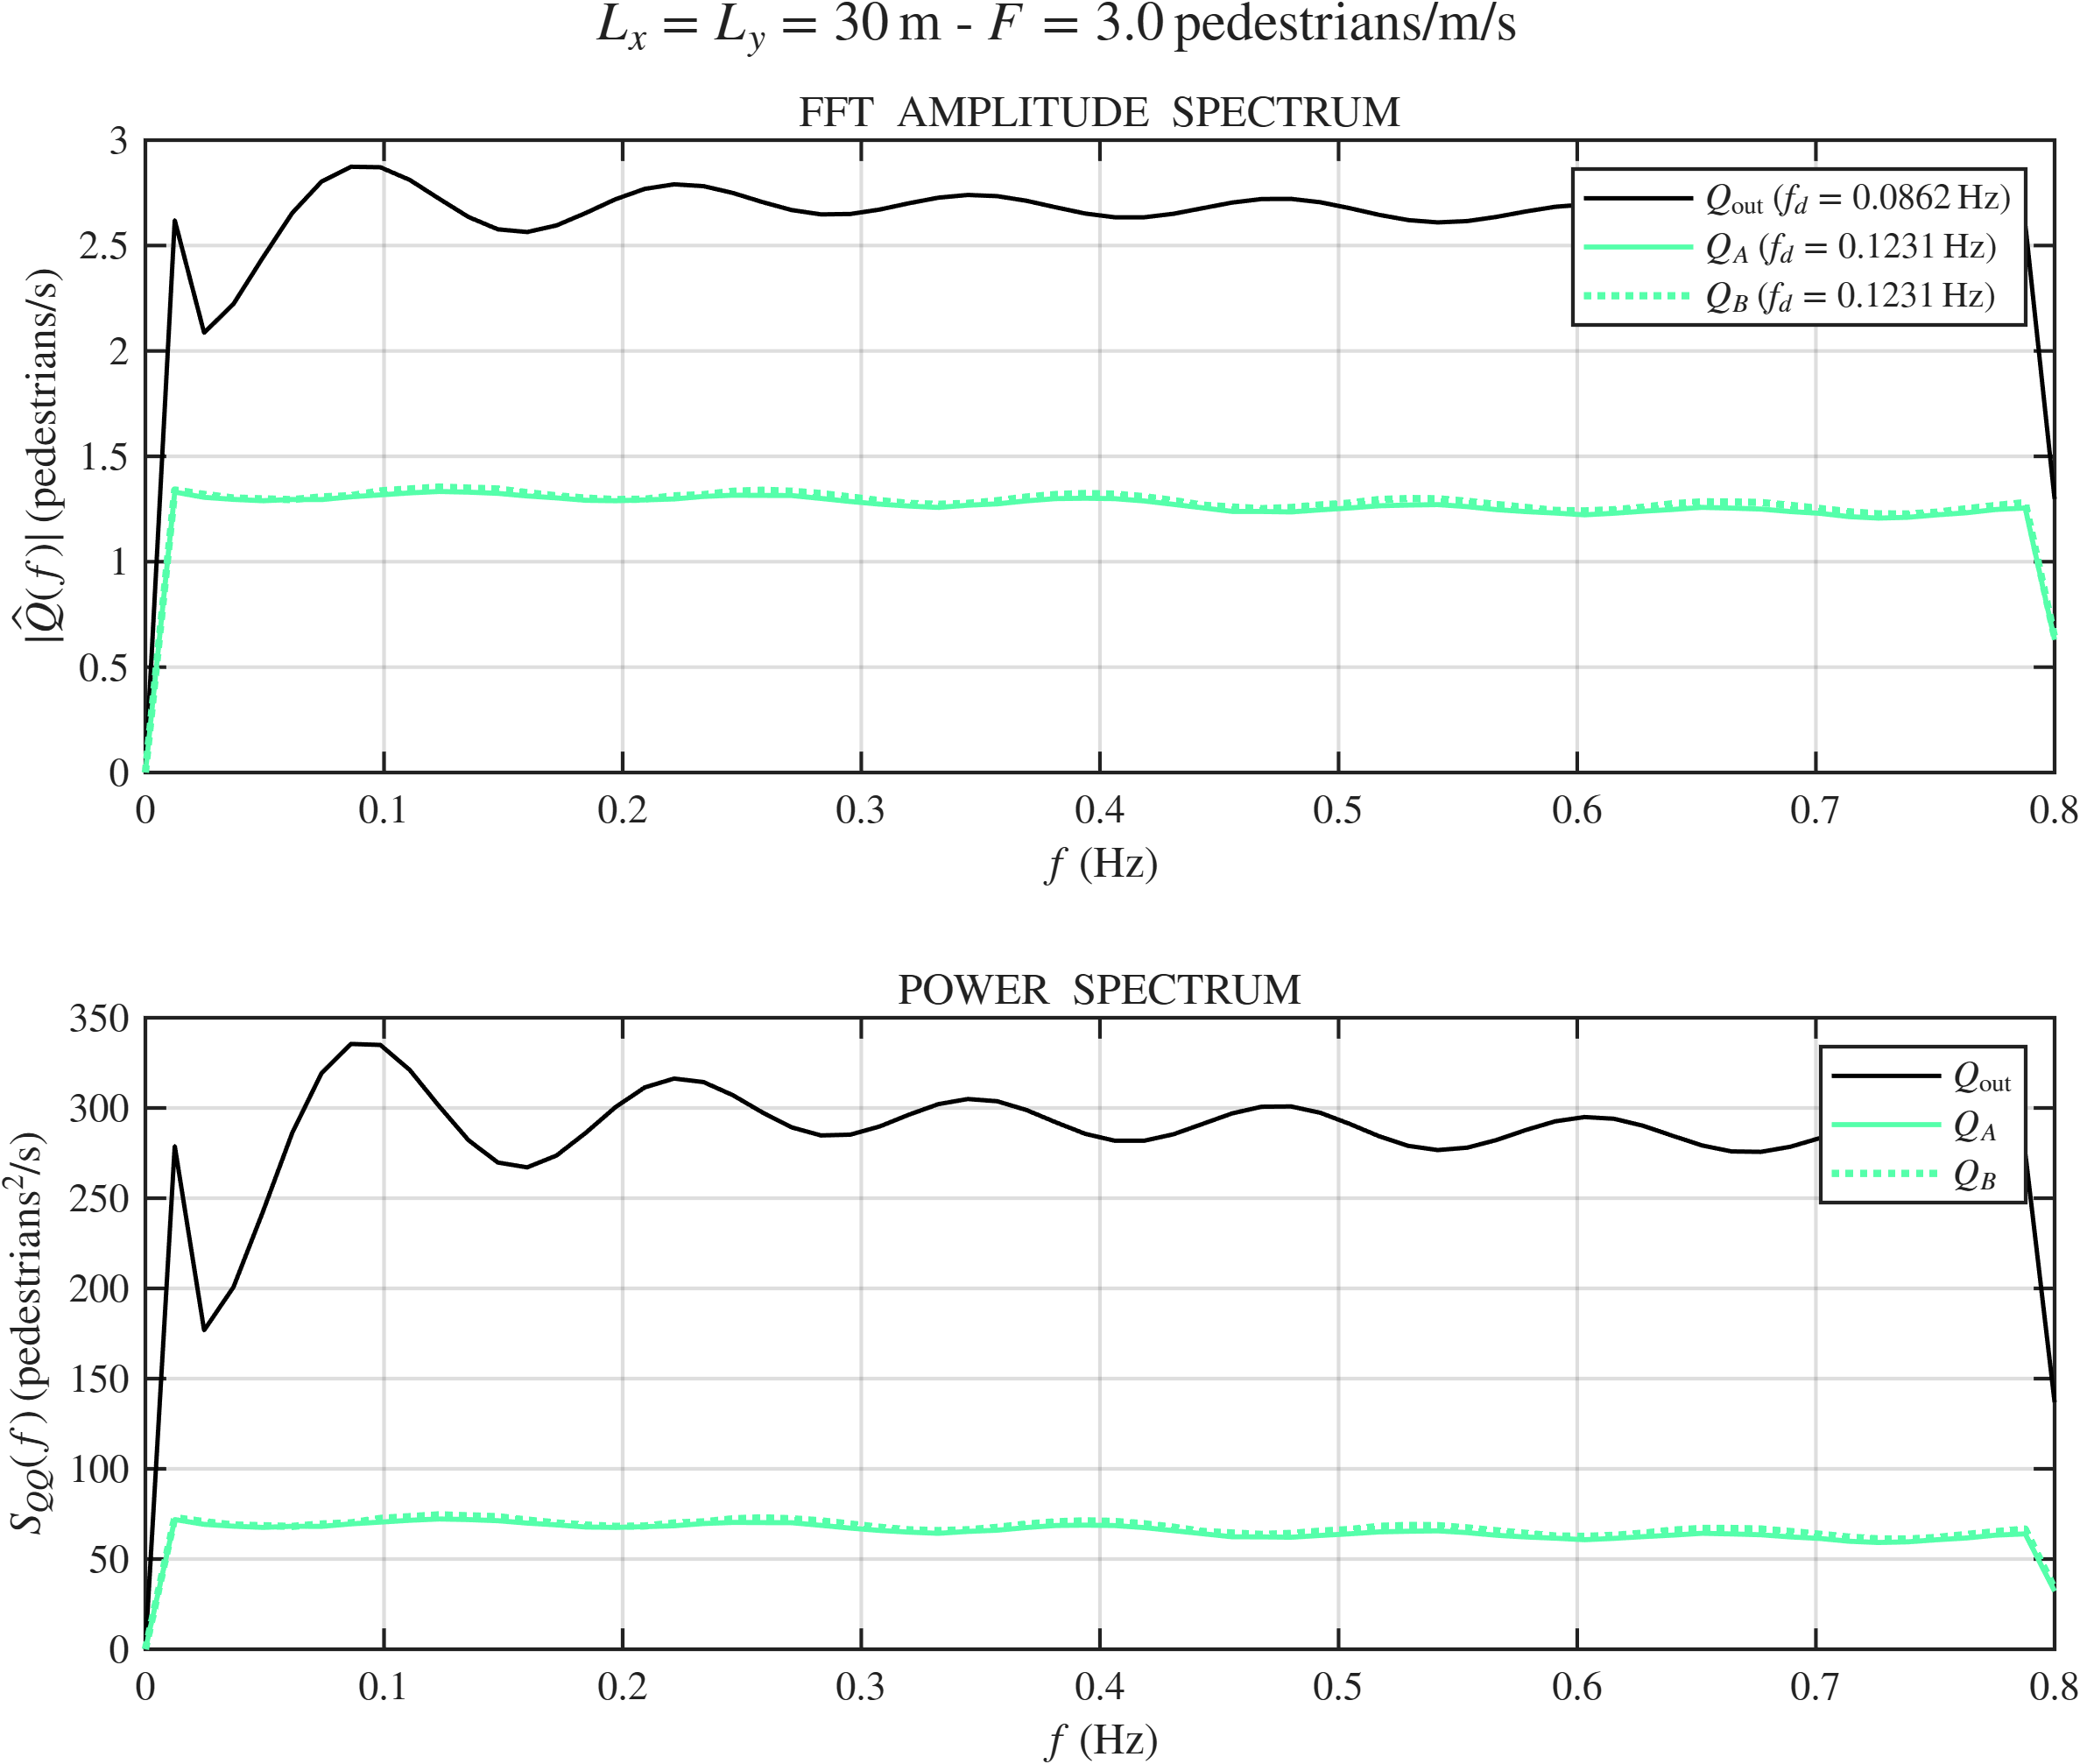 Lx = Ly = 30 m - F = 3.0 pedestrians/m/s
FFT AMPLITUDE SPECTRUM
|Q̂(f)| (pedestrians/s)
3
2.5
2
1.5
1
0.5
0
Qout (fd = 0.0862 Hz)
QA (fd = 0.1231 Hz)
QB (fd = 0.1231 Hz)
0 0.1 0.2 0.3 0.4 0.5 0.6 0.7 0.8
f (Hz)
POWER SPECTRUM
SQQ(f) (pedestrians²/s)
350
300
250
200
150
100
50
0
Qout
QA
QB
0 0.1 0.2 0.3 0.4 0.5 0.6 0.7 0.8
f (Hz)